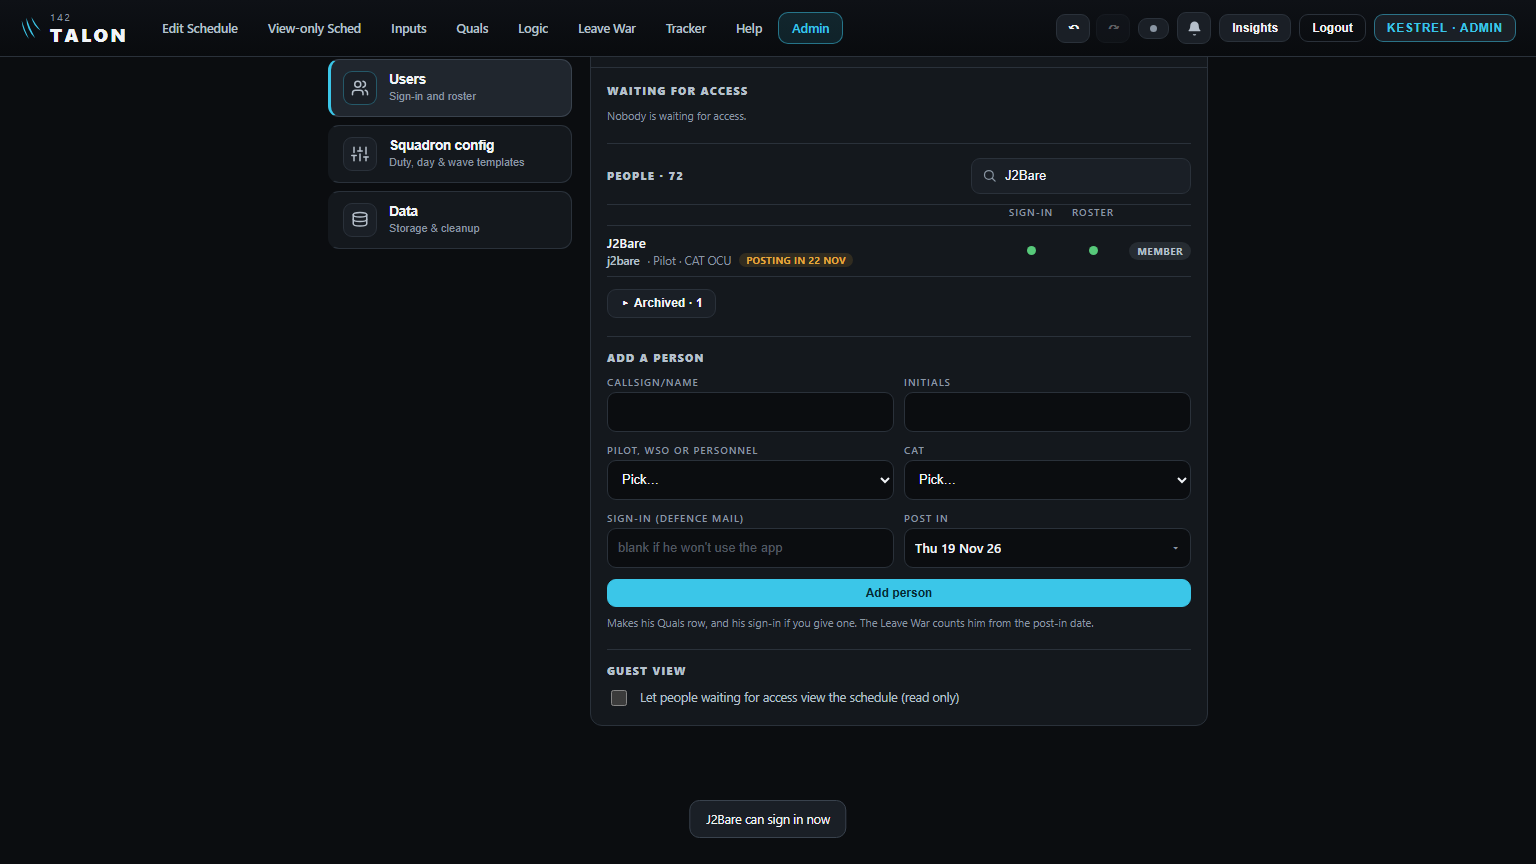 142
TALON
Edit Schedule
View-only Sched
Inputs
Quals
Logic
Leave War
Tracker
Help
Admin
Insights
Logout
KESTREL · ADMIN
Users
Sign-in and roster
Squadron config
Duty, day & wave templates
Data
Storage & cleanup
WAITING FOR ACCESS
Nobody is waiting for access.
PEOPLE · 72
J2Bare
SIGN-IN ROSTER
J2Bare
j2bare · Pilot · CAT OCU POSTING IN 22 NOV
MEMBER
Archived · 1
ADD A PERSON
CALLSIGN/NAME
INITIALS
PILOT, WSO OR PERSONNEL
CAT
Pick...
Pick...
SIGN-IN (DEFENCE MAIL)
POST IN
blank if he won't use the app
Thu 19 Nov 26
Add person
Makes his Quals row, and his sign-in if you give one. The Leave War counts him from the post-in date.
GUEST VIEW
Let people waiting for access view the schedule (read only)
J2Bare can sign in now